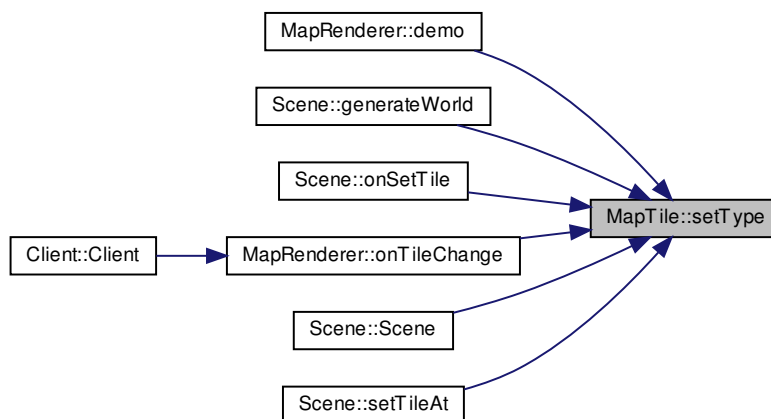 MapRenderer::demo
Scene::generateWorld
Scene::onSetTile
MapTile::setType
Client::Client
MapRenderer::onTileChange
Scene::Scene
Scene::setTileAt